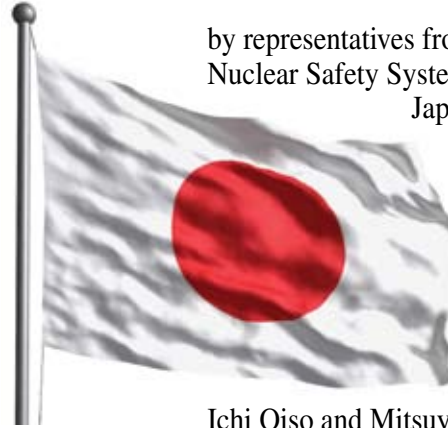 by representatives fro
Nuclear Safety Syste
Jap
Ichi Oiso and Mitsuy